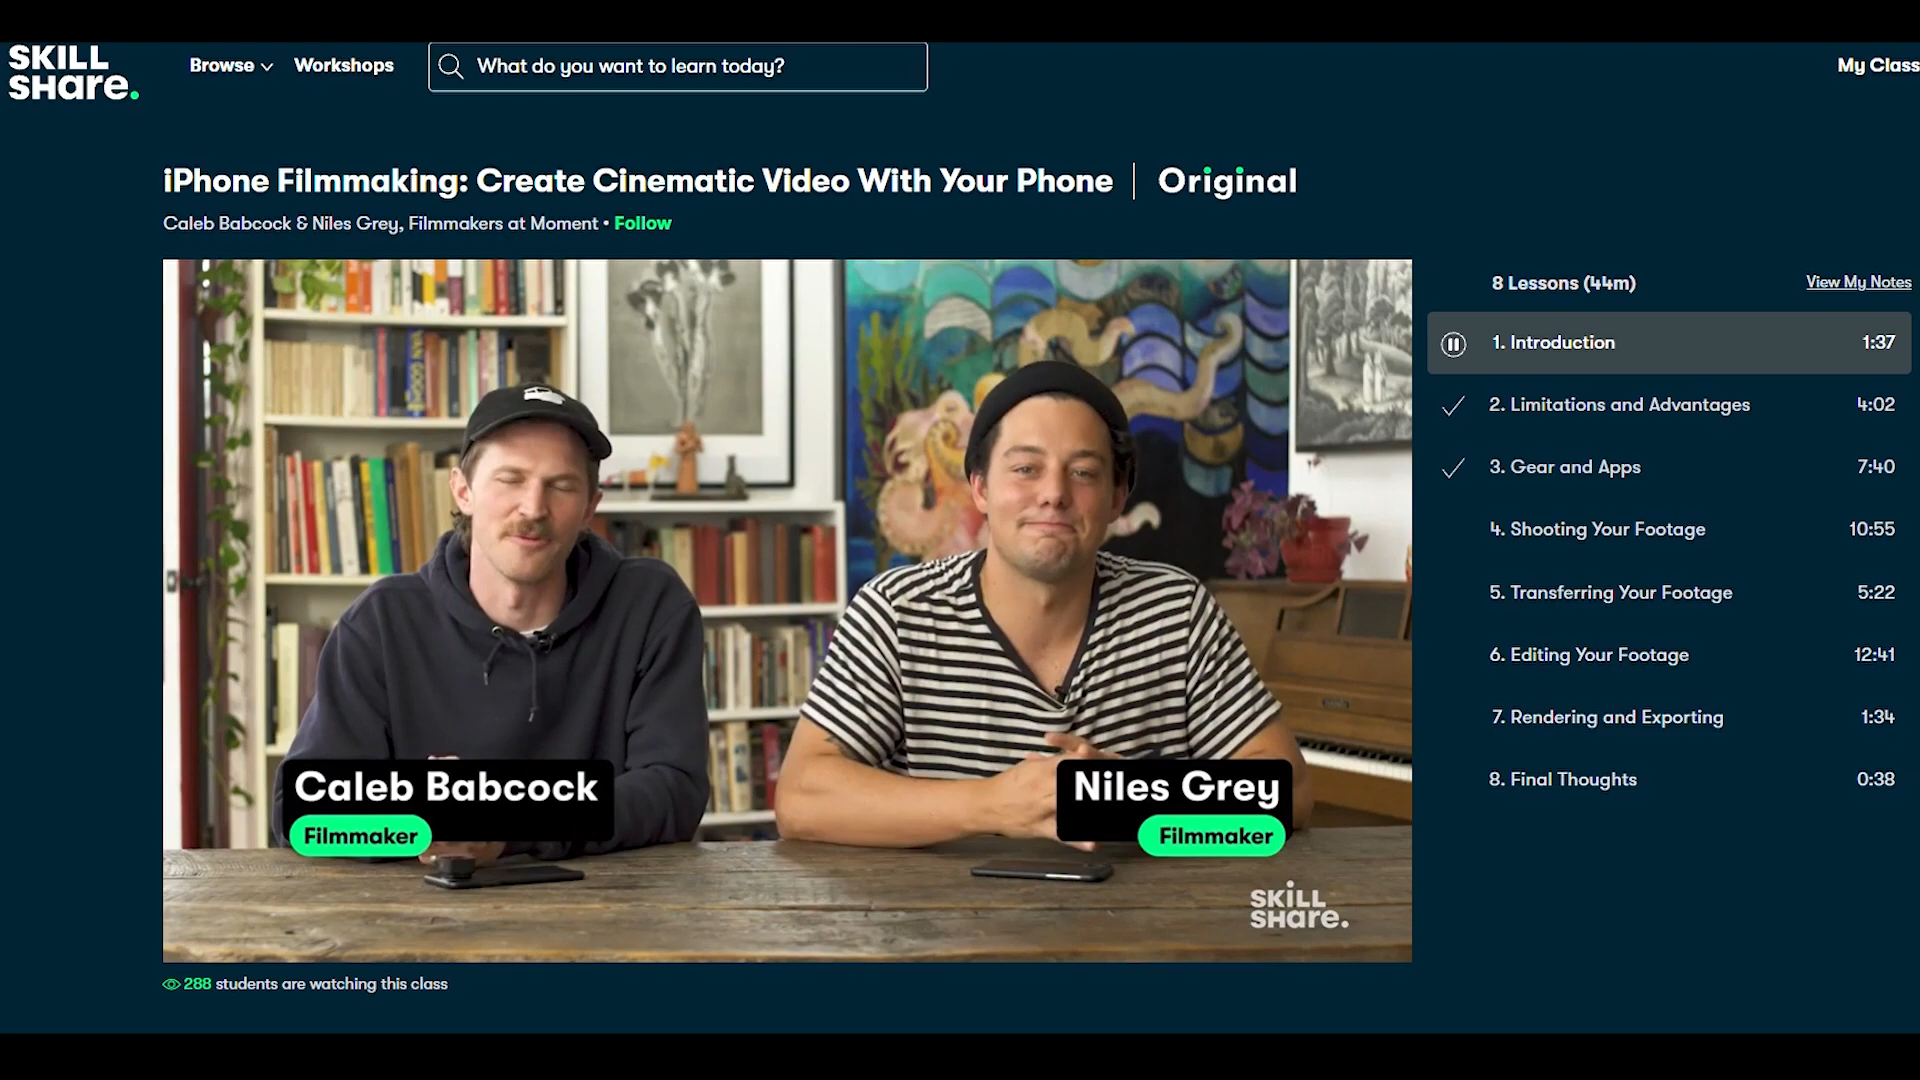 SKILL
SHare.
Browse
Workshops
What do you want to learn today?
My Class
iPhone Filmmaking: Create Cinematic Video With Your Phone | Original
Caleb Babcock & Niles Grey, Filmmakers at Moment • Follow
VAN GOGH
Caleb Babcock
Filmmaker
Niles Grey
Filmmaker
SKILL
SHare.
288 students are watching this class
8 Lessons (44m)
View My Notes
1. Introduction 1:37
2. Limitations and Advantages 4:02
3. Gear and Apps 7:40
4. Shooting Your Footage 10:55
5. Transferring Your Footage 5:22
6. Editing Your Footage 12:41
7. Rendering and Exporting 1:34
8. Final Thoughts 0:38